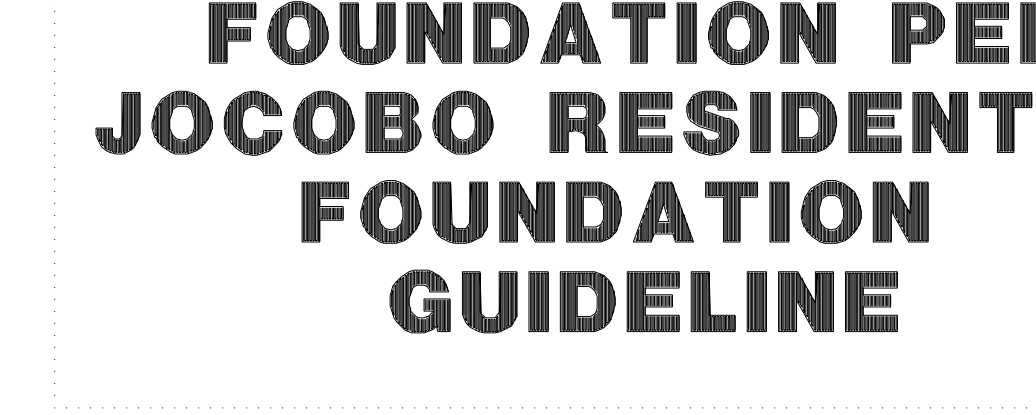 FOUNDATION PE
JOCOBO RESIDENT
FOUNDATION
GUIDELINE